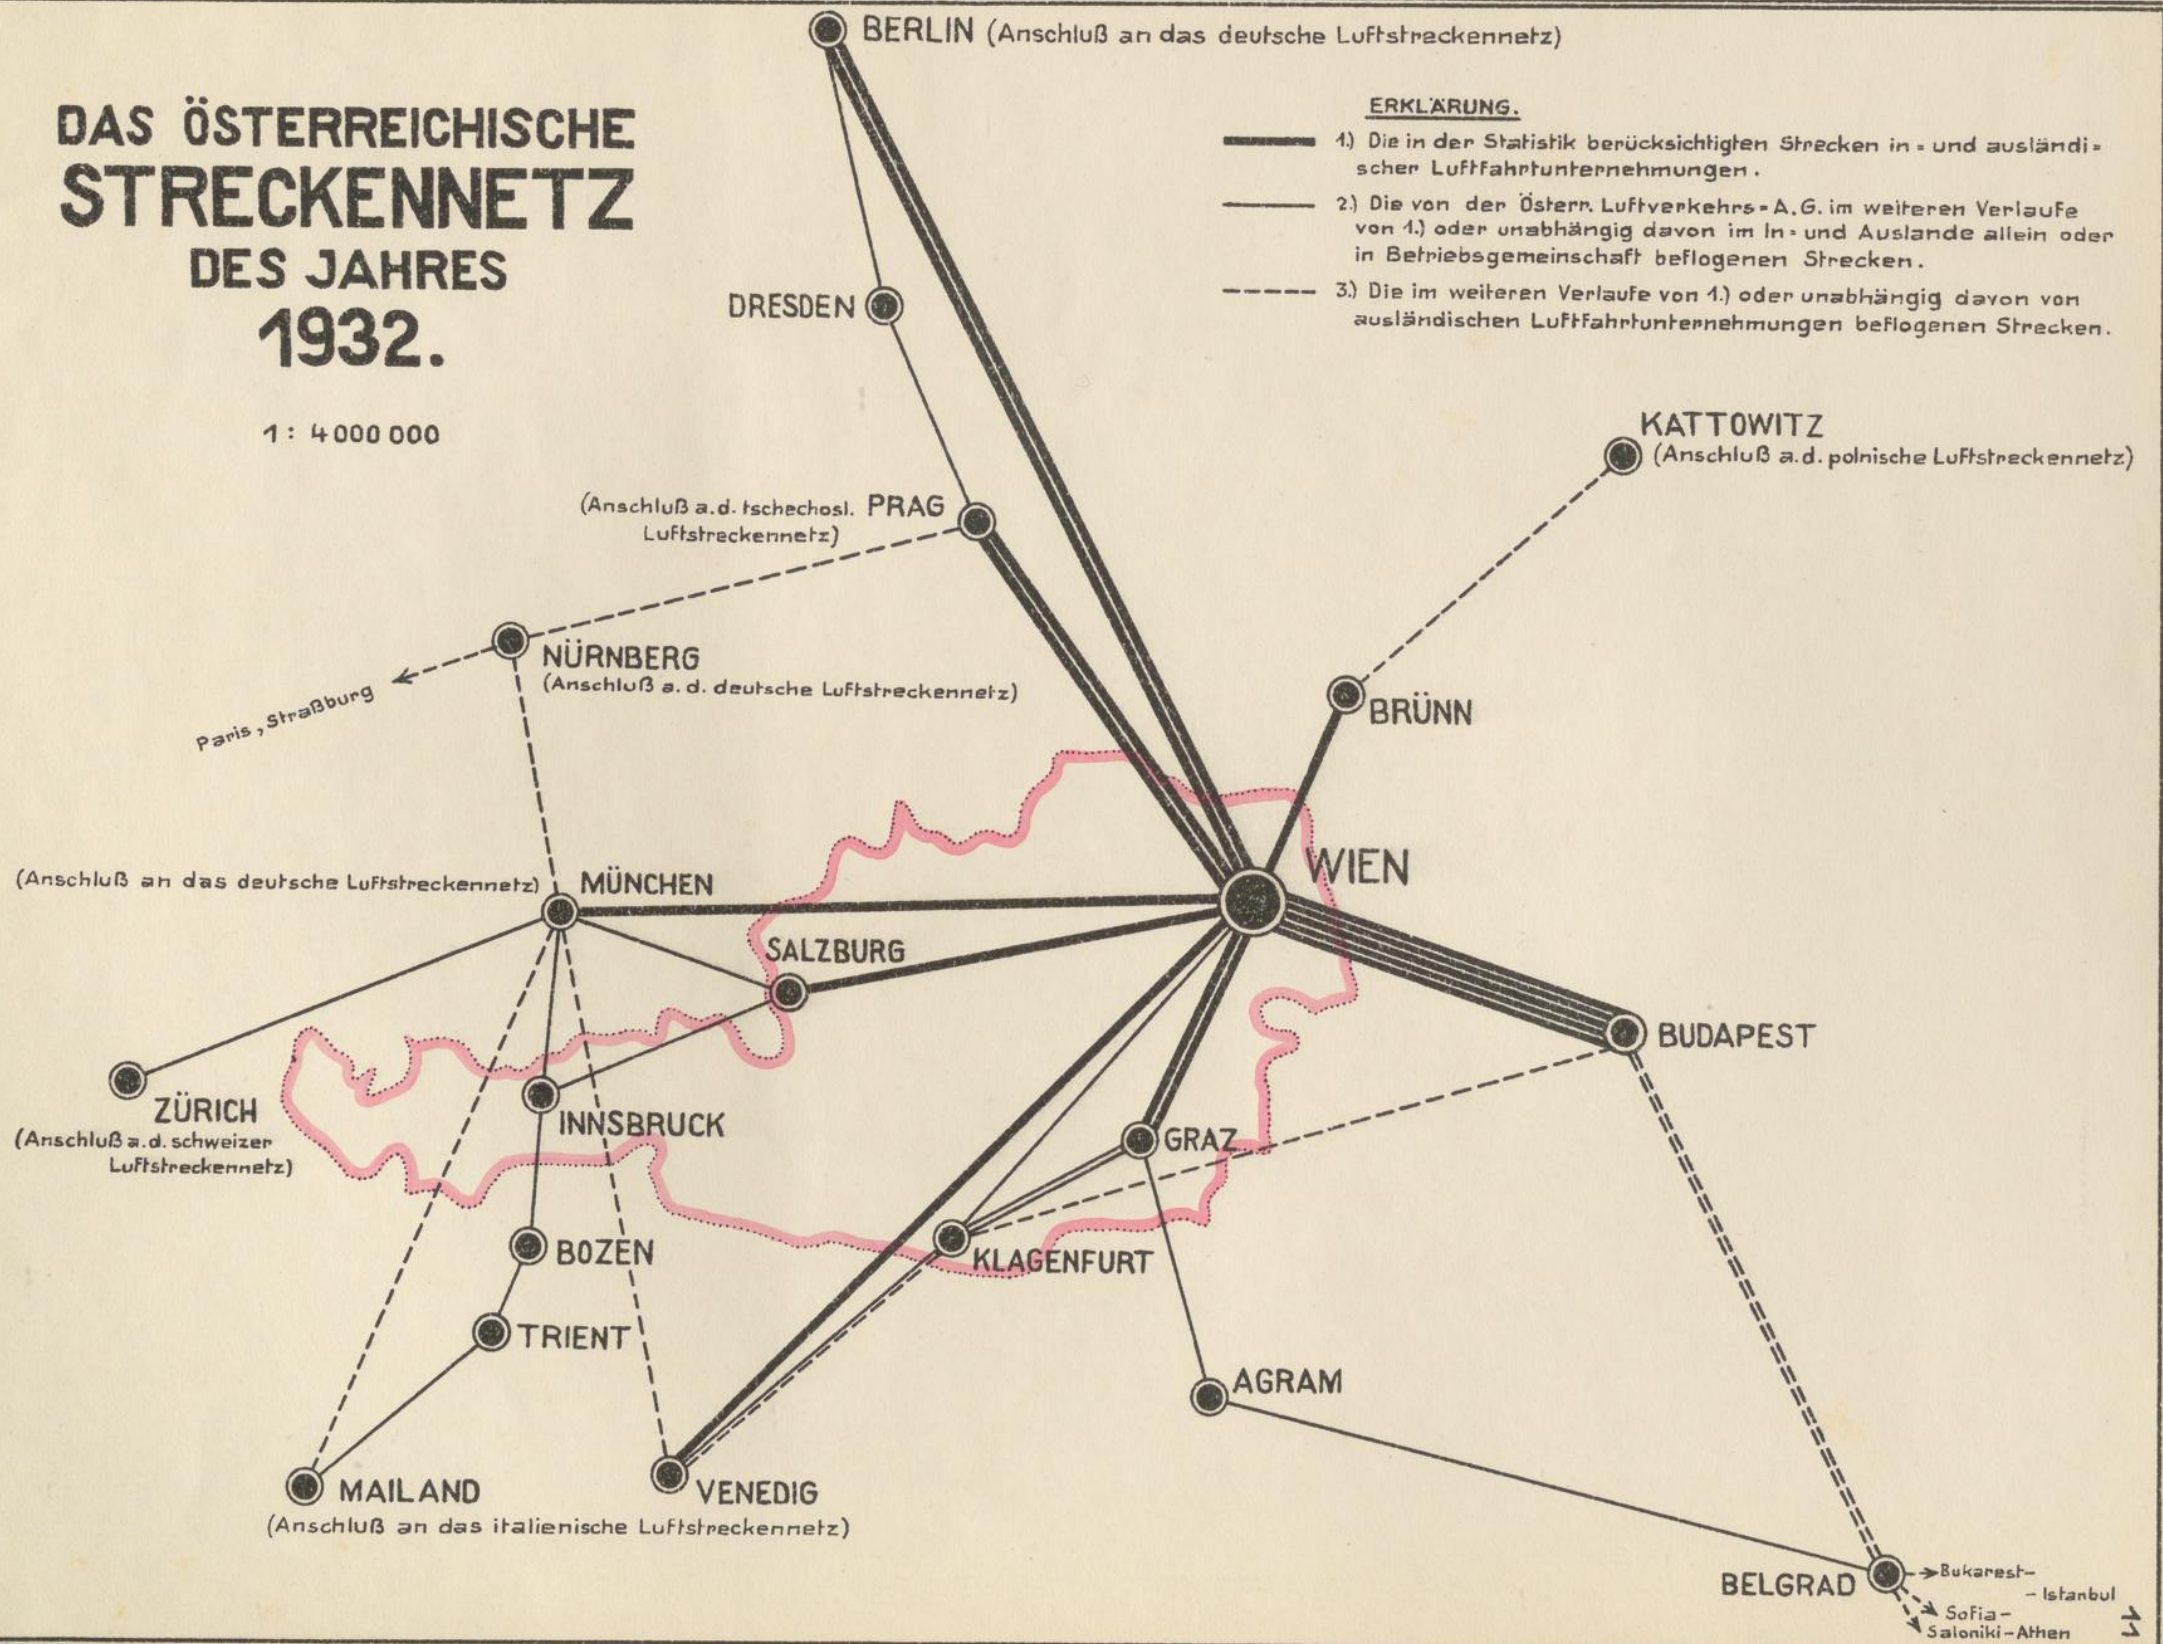 DAS ÖSTERREICHISCHE
STRECKENNETZ
DES JAHRES
1932.
1 : 4000 000
BERLIN (Anschluß an das deutsche Luftstreckennetz)
ERKLÄRUNG.
1.) Die in der Statistik berücksichtigten Strecken in = und ausländi =
scher Luftfahrtunternehmungen.
2.) Die von der Österr. Luftverkehrs = A.G. im weiteren Verlaufe
von 1.) oder unabhängig davon im In = und Auslande allein oder
in Betriebsgemeinschaft beflogenen Strecken.
3.) Die im weiteren Verlaufe von 1.) oder unabhängig davon von
ausländischen Luftfahrtunternehmungen beflogenen Strecken.
DRESDEN
KATTOWITZ
(Anschluß a.d. polnische Luftstreckennetz)
(Anschluß a.d. tschechosl. PRAG
Luftstreckennetz)
NÜRNBERG
(Anschluß a.d. deutsche Luftstreckennetz)
Paris, Straßburg
BRÜNN
WIEN
(Anschluß an das deutsche Luftstreckennetz) MÜNCHEN
SALZBURG
BUDAPEST
ZÜRICH
(Anschluß a.d. schweizer
Luftstreckennetz)
INNSBRUCK
GRAZ
BOZEN
KLAGENFURT
TRIENT
AGRAM
MAILAND
VENEDIG
(Anschluß an das italienische Luftstreckennetz)
BELGRAD
Bukarest-
- Istanbul
Sofia-
Saloniki-Athen
11